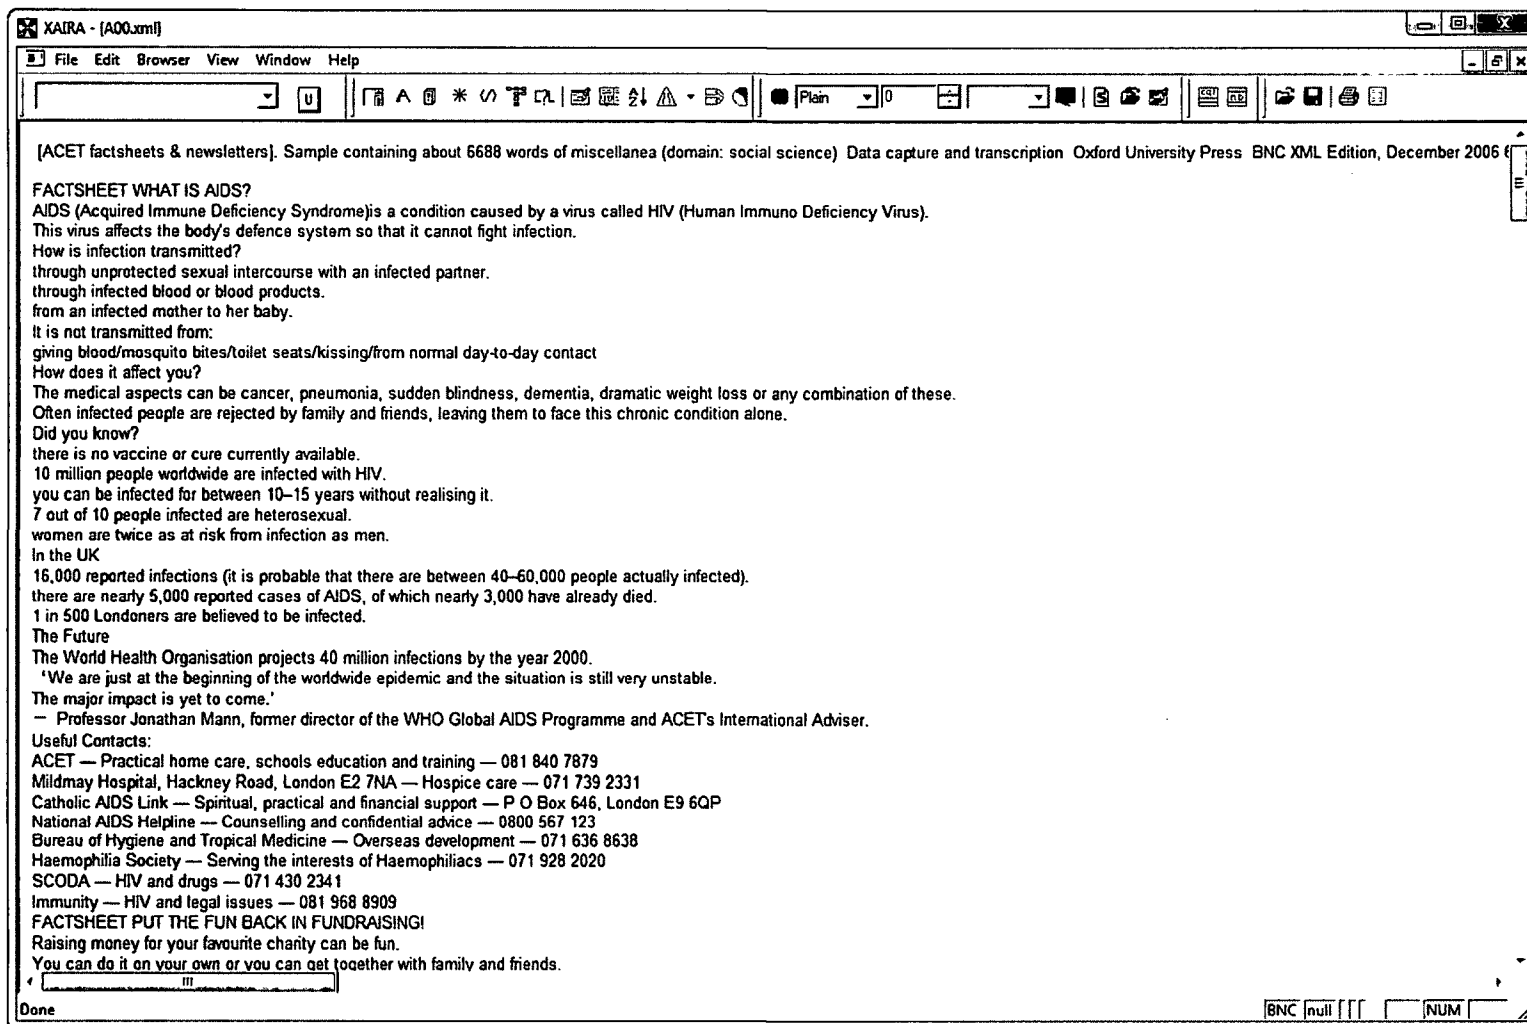 XAIRA - [A00.xml]
File Edit Browser View Window Help
U
A
Plain 0
[ACET factsheets & newsletters]. Sample containing about 6688 words of miscellanea (domain: social science) Data capture and transcription Oxford University Press BNC XML Edition, December 2006
FACTSHEET WHAT IS AIDS?
AIDS (Acquired Immune Deficiency Syndrome)is a condition caused by a virus called HIV (Human Immuno Deficiency Virus).
This virus affects the body's defence system so that it cannot fight infection.
How is infection transmitted?
through unprotected sexual intercourse with an infected partner.
through infected blood or blood products.
from an infected mother to her baby.
It is not transmitted from:
giving blood/mosquito bites/toilet seats/kissing/from normal day-to-day contact
How does it affect you?
The medical aspects can be cancer, pneumonia, sudden blindness, dementia, dramatic weight loss or any combination of these.
Often infected people are rejected by family and friends, leaving them to face this chronic condition alone.
Did you know?
there is no vaccine or cure currently available.
10 million people worldwide are infected with HIV.
you can be infected for between 10–15 years without realising it.
7 out of 10 people infected are heterosexual.
women are twice as at risk from infection as men.
In the UK
16,000 reported infections (it is probable that there are between 40–60,000 people actually infected).
there are nearly 5,000 reported cases of AIDS, of which nearly 3,000 have already died.
1 in 500 Londoners are believed to be infected.
The Future
The World Health Organisation projects 40 million infections by the year 2000.
‘We are just at the beginning of the worldwide epidemic and the situation is still very unstable.
The major impact is yet to come.’
— Professor Jonathan Mann, former director of the WHO Global AIDS Programme and ACET's International Adviser.
Useful Contacts:
ACET — Practical home care, schools education and training — 081 840 7879
Mildmay Hospital, Hackney Road, London E2 7NA — Hospice care — 071 739 2331
Catholic AIDS Link — Spiritual, practical and financial support — P O Box 646, London E9 6QP
National AIDS Helpline — Counselling and confidential advice — 0800 567 123
Bureau of Hygiene and Tropical Medicine — Overseas development — 071 636 8638
Haemophilia Society — Serving the interests of Haemophiliacs — 071 928 2020
SCODA — HIV and drugs — 071 430 2341
Immunity — HIV and legal issues — 081 968 8909
FACTSHEET PUT THE FUN BACK IN FUNDRAISING!
Raising money for your favourite charity can be fun.
You can do it on your own or you can get together with family and friends.
Done BNC null NUM